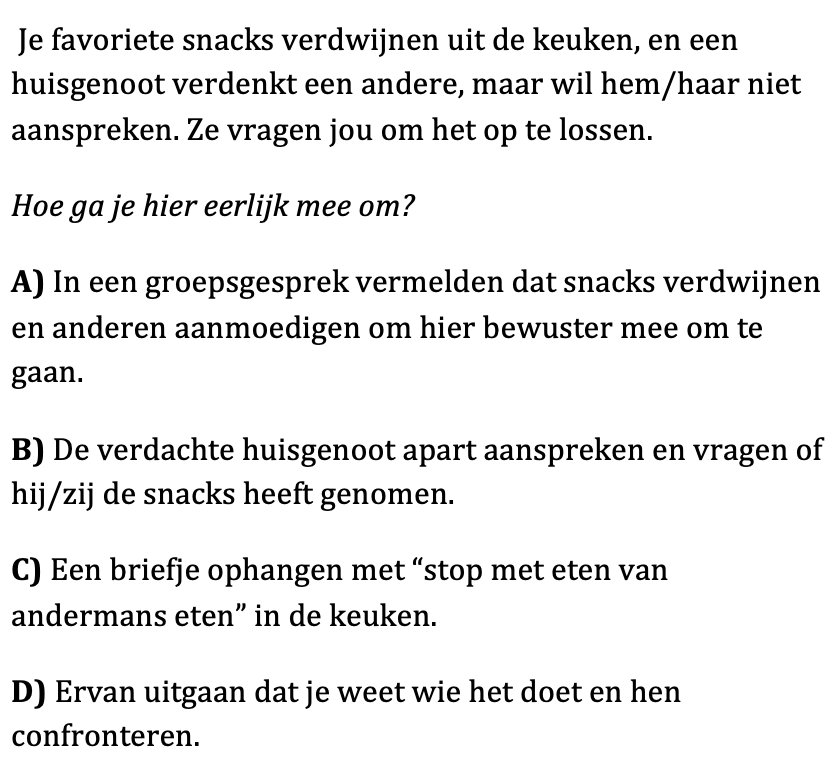 Je favoriete snacks verdwijnen uit de keuken, en een
huisgenoot verdenkt een andere, maar wil hem/haar niet
aanspreken. Ze vragen jou om het op te lossen.
Hoe ga je hier eerlijk mee om?
A) In een groepsgesprek vermelden dat snacks verdwijnen
en anderen aanmoedigen om hier bewuster mee om te
gaan.
B) De verdachte huisgenoot apart aanspreken en vragen of
hij/zij de snacks heeft genomen.
C) Een briefje ophangen met “stop met eten van
andermans eten” in de keuken.
D) Ervan uitgaan dat je weet wie het doet en hen
confronteren.